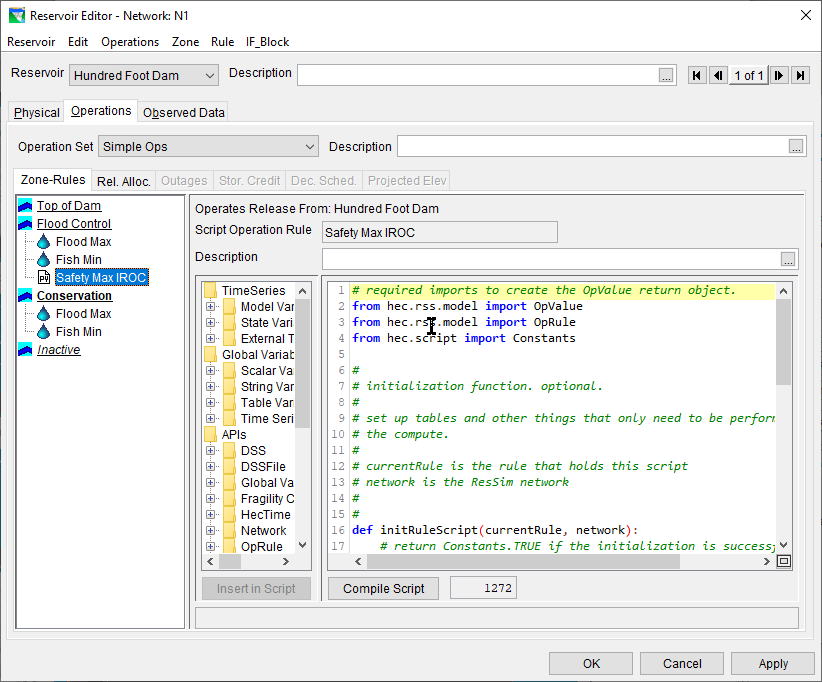 Reservoir Editor - Network: N1
Reservoir Edit Operations Zone Rule IF_Block
Reservoir Hundred Foot Dam Description ... 1 of 1
Physical Operations Observed Data
Operation Set Simple Ops Description ...
Zone-Rules Rel. Alloc. Outages Stor. Credit Dec. Sched. Projected Elev
Top of Dam
Flood Control
Flood Max
Fish Min
Safety Max IROC
Conservation
Flood Max
Fish Min
Inactive
Operates Release From: Hundred Foot Dam
Script Operation Rule Safety Max IROC
Description ...
TimeSeries
Model Var
State Vari
External T
Global Variab
Scalar Va
String Var
Table Var
Time Seri
APIs
DSS
DSSFile
Global Va
Fragility C
HecTime
Network
OpRule
Insert in Script
1 # required imports to create the OpValue return object.
2 from hec.rss.model import OpValue
3 from hec.rss.model import OpRule
4 from hec.script import Constants
5
6 #
7 # initialization function. optional.
8 #
9 # set up tables and other things that only need to be perform
10 # the compute.
11 #
12 # currentRule is the rule that holds this script
13 # network is the ResSim network
14 #
15 #
16 def initRuleScript(currentRule, network):
17 # return Constants.TRUE if the initialization is successf
Compile Script 1272
OK Cancel Apply